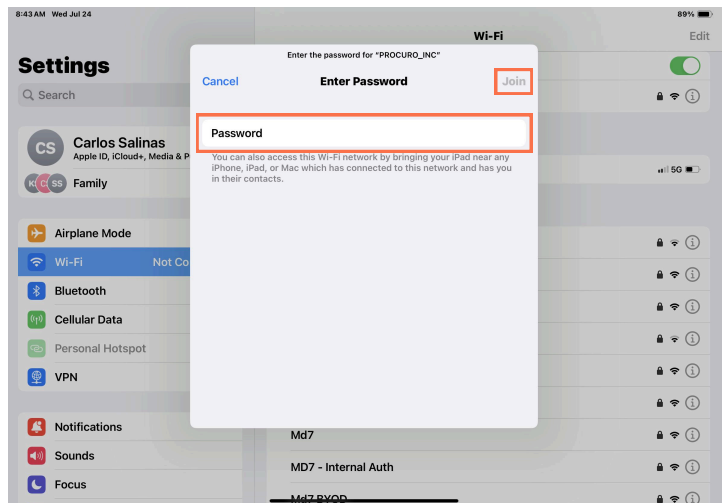 8:43 AM Wed Jul 24
89%
Wi-Fi
Edit
Settings
Search
CS
Carlos Salinas
Apple ID, iCloud+, Media & P
SS
Family
Airplane Mode
Wi-Fi
Not Co
Bluetooth
Cellular Data
Personal Hotspot
VPN
Notifications
Sounds
Focus
Enter the password for “PROCURO_INC”
Cancel
Enter Password
Join
Password
You can also access this Wi-Fi network by bringing your iPad near any
iPhone, iPad, or Mac which has connected to this network and has you
in their contacts.
5G
Md7
MD7 - Internal Auth
Md7 BYOD